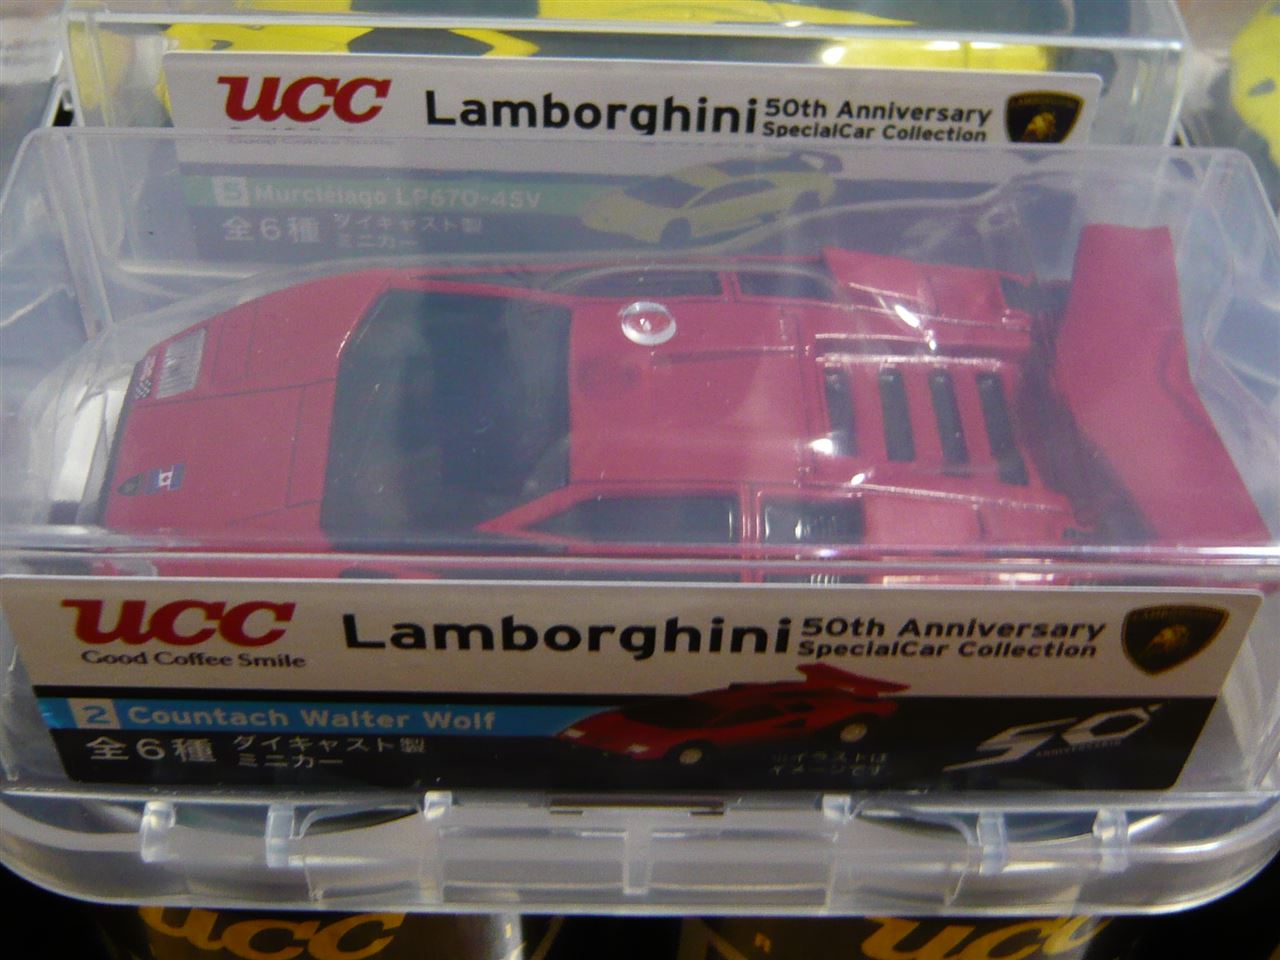 UCC
Lamborghini 50th Anniversary
SpecialCar Collection
5 Murciélago LP670-4SV
全6種 ダイキャスト製
ミニカー
UCC
Good Coffee Smile
Lamborghini 50th Anniversary
SpecialCar Collection
LAMBORGHINI
2 Countach Walter Wolf
全6種 ダイキャスト製
ミニカー
※イラストは
イメージです。
50
ANNIVERSARIO
UCC
UCC